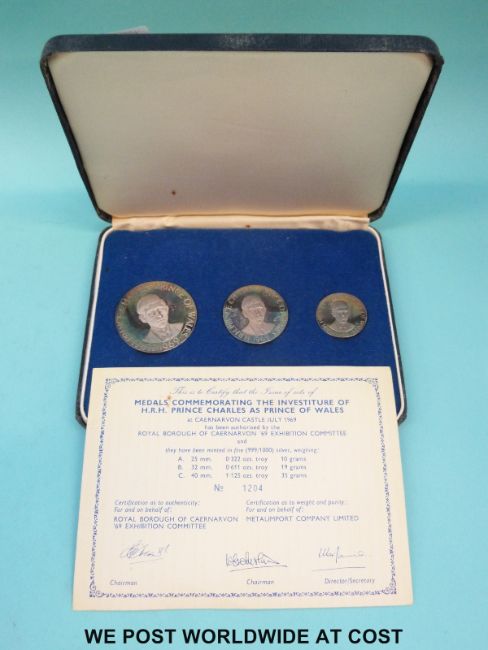 PRINCE OF WALES
This is to Certify that the Issue of sets of
MEDALS COMMEMORATING THE INVESTITURE OF
H.R.H. PRINCE CHARLES AS PRINCE OF WALES
at CAERNARVON CASTLE JULY 1969
has been authorised by the
ROYAL BOROUGH OF CAERNARVON '69 EXHIBITION COMMITTEE
and
they have been minted in fine (999/1000) silver, weighing:
A. 25 mm. 0·322 ozs. troy 10 grams
B. 32 mm. 0·611 ozs. troy 19 grams
C. 40 mm. 1·125 ozs. troy 35 grams
No 1204
Certification as to authenticity: Certification as to weight and purity:
For and on behalf of: For and on behalf of:
ROYAL BOROUGH OF CAERNARVON METALIMPORT COMPANY LIMITED
'69 EXHIBITION COMMITTEE
Chairman Chairman Director/Secretary
WE POST WORLDWIDE AT COST